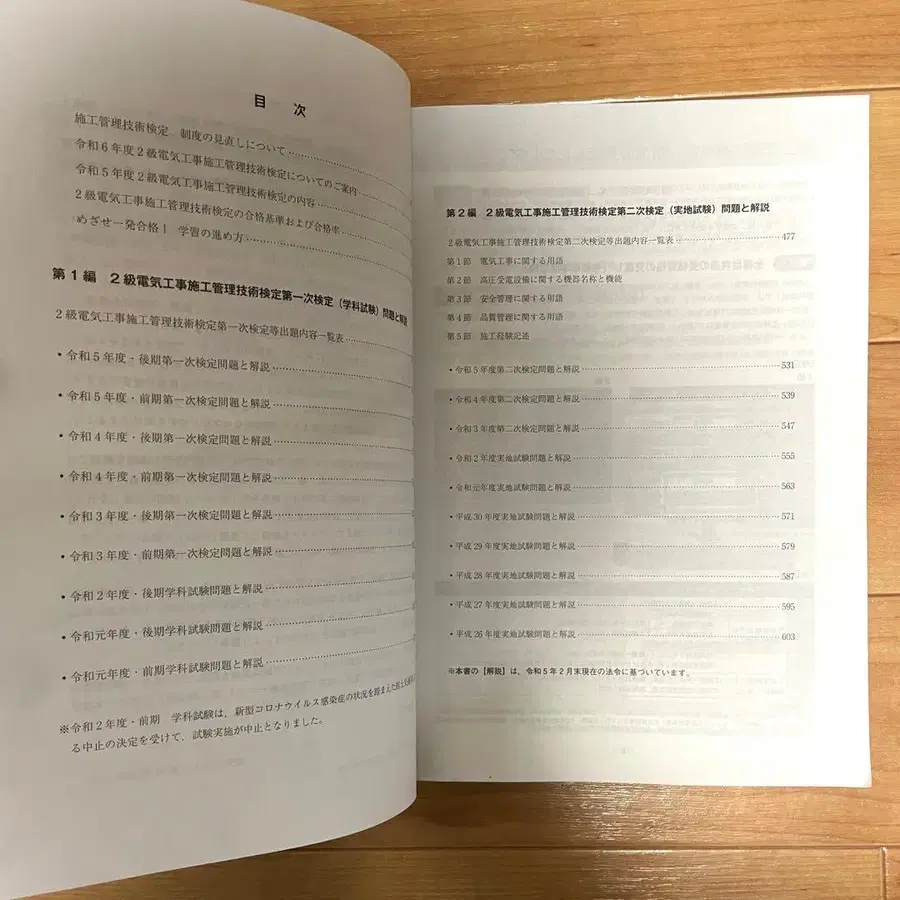 目　次
施工管理技術検定　制度の見直しについて
令和6年度2級電気工事施工管理技術検定についてのご案内
令和5年度2級電気工事施工管理技術検定の内容
2級電気工事施工管理技術検定の合格基準および合格率
めざせ一発合格！　学習の進め方
第1編　2級電気工事施工管理技術検定第一次検定（学科試験）問題と解説
2級電気工事施工管理技術検定第一次検定等出題内容一覧表
・令和5年度・後期第一次検定問題と解説
・令和5年度・前期第一次検定問題と解説
・令和4年度・後期第一次検定問題と解説
・令和4年度・前期第一次検定問題と解説
・令和3年度・後期第一次検定問題と解説
・令和3年度・前期第一次検定問題と解説
・令和2年度・後期学科試験問題と解説
・令和元年度・後期学科試験問題と解説
・令和元年度・前期学科試験問題と解説
※令和2年度・前期　学科試験は，新型コロナウイルス感染症の状況を踏まえた
る中止の決定を受けて，試験実施が中止となりました。
第2編　2級電気工事施工管理技術検定第二次検定（実地試験）問題と解説
2級電気工事施工管理技術検定第二次検定等出題内容一覧表 477
第1節　電気工事に関する用語
第2節　高圧受電設備に関する機器名称と機能
第3節　安全管理に関する用語
第4節　品質管理に関する用語
第5節　施工経験記述
・令和5年度第二次検定問題と解説 531
・令和4年度第二次検定問題と解説 539
・令和3年度第二次検定問題と解説 547
・令和2年度実地試験問題と解説 555
・令和元年度実地試験問題と解説 563
・平成30年度実地試験問題と解説 571
・平成29年度実地試験問題と解説 579
・平成28年度実地試験問題と解説 587
・平成27年度実地試験問題と解説 595
・平成26年度実地試験問題と解説 603
※本書の【解説】は，令和5年2月末現在の法令に基づいています。